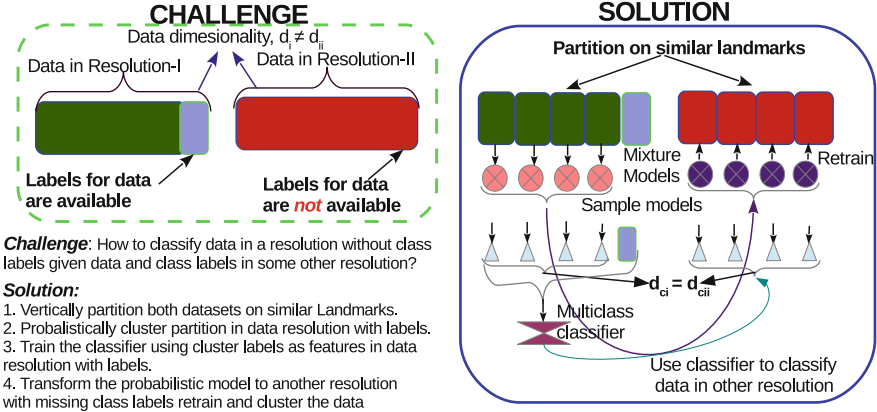 CHALLENGE
Data dimesionality, di ≠ dii
Data in Resolution-I
Data in Resolution-II
Labels for data
are available
Labels for data
are not available
Challenge: How to classify data in a resolution without class
labels given data and class labels in some other resolution?
Solution:
1. Vertically partition both datasets on similar Landmarks.
2. Probalistically cluster partition in data resolution with labels.
3. Train the classifier using cluster labels as features in data
resolution with labels.
4. Transform the probabilistic model to another resolution
with missing class labels retrain and cluster the data
SOLUTION
Partition on similar landmarks
Mixture
Models
Retrain
Sample models
dci = dcii
Multiclass
classifier
Use classifier to classify
data in other resolution